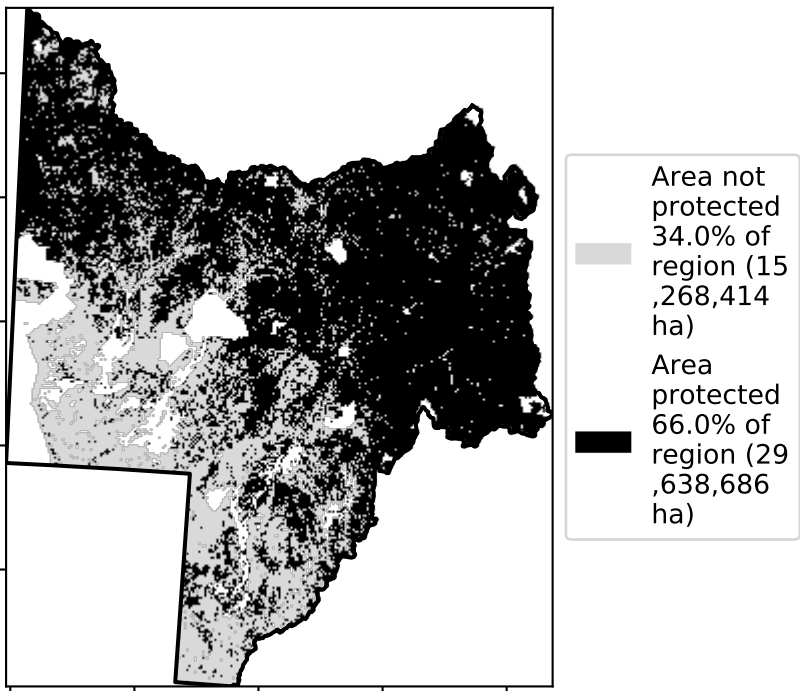 Area not
protected
34.0% of
region (15
,268,414
ha)
Area
protected
66.0% of
region (29
,638,686
ha)